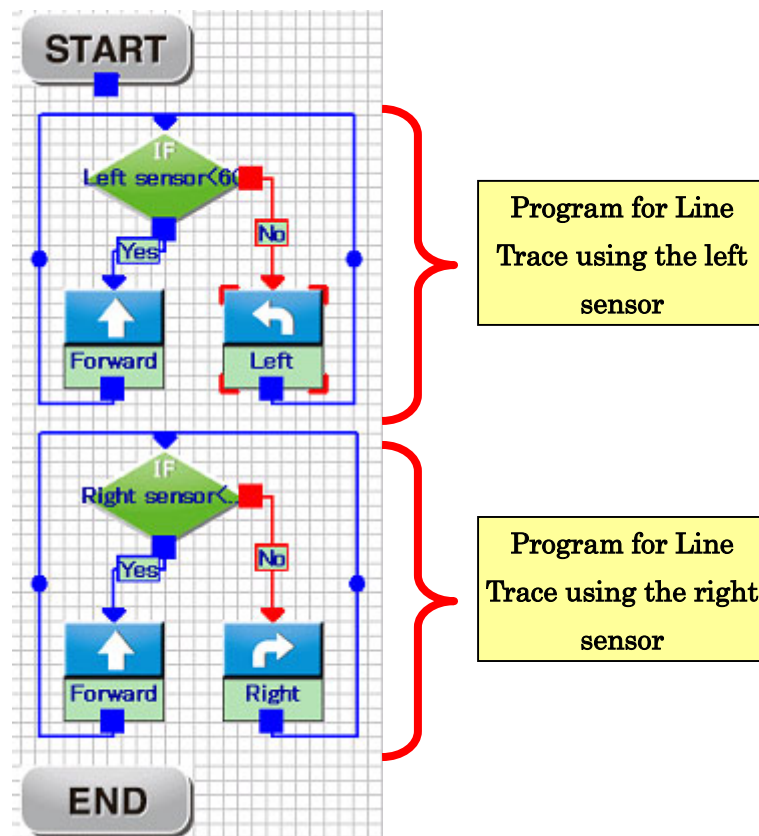 START
IF
Left sensor<60
Yes
No
Forward
Left
Program for Line
Trace using the left
sensor
IF
Right sensor<..
Yes
No
Forward
Right
Program for Line
Trace using the right
sensor
END